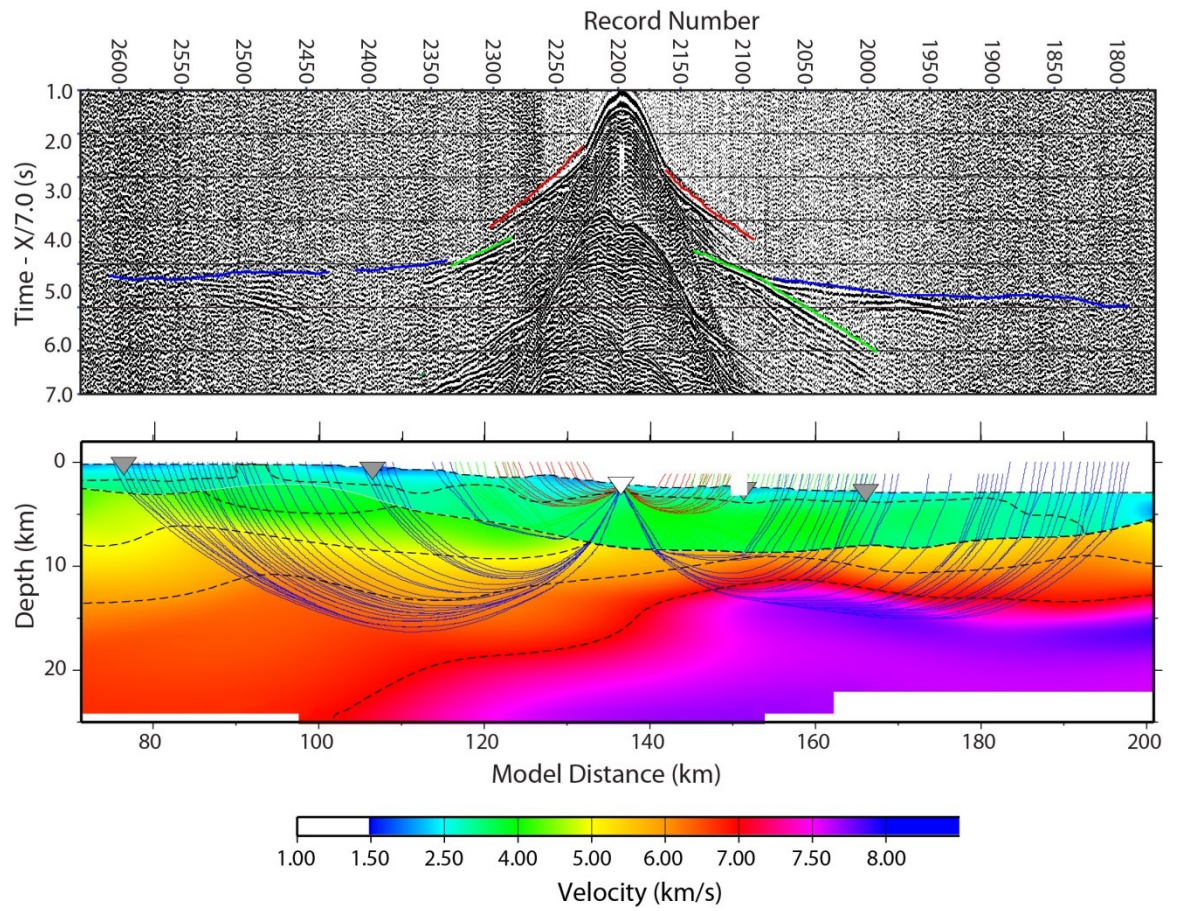 Record Number
2600 2550 2500 2450 2400 2350 2300 2250 2200 2150 2100 2050 2000 1950 1900 1850 1800
Time - X/7.0 (s)
1.0
2.0
3.0
4.0
5.0
6.0
7.0
Depth (km)
0
10
20
80 100 120 140 160 180 200
Model Distance (km)
1.00 1.50 2.50 4.00 5.00 6.00 7.00 7.50 8.00
Velocity (km/s)